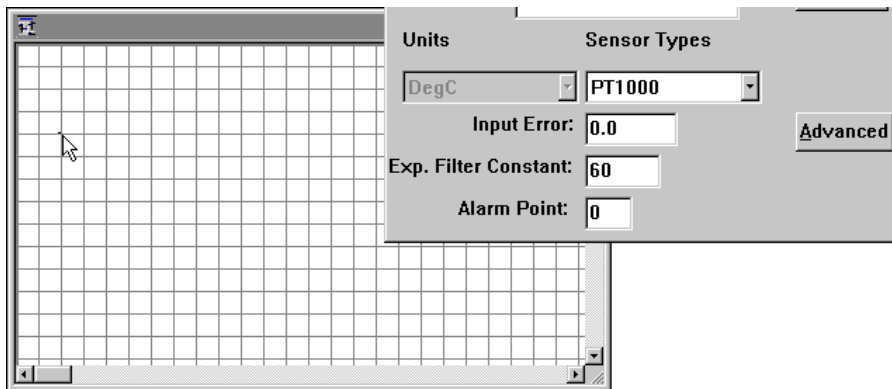 Units Sensor Types
DegC PT1000
Input Error: 0.0
Advanced
Exp. Filter Constant: 60
Alarm Point: 0